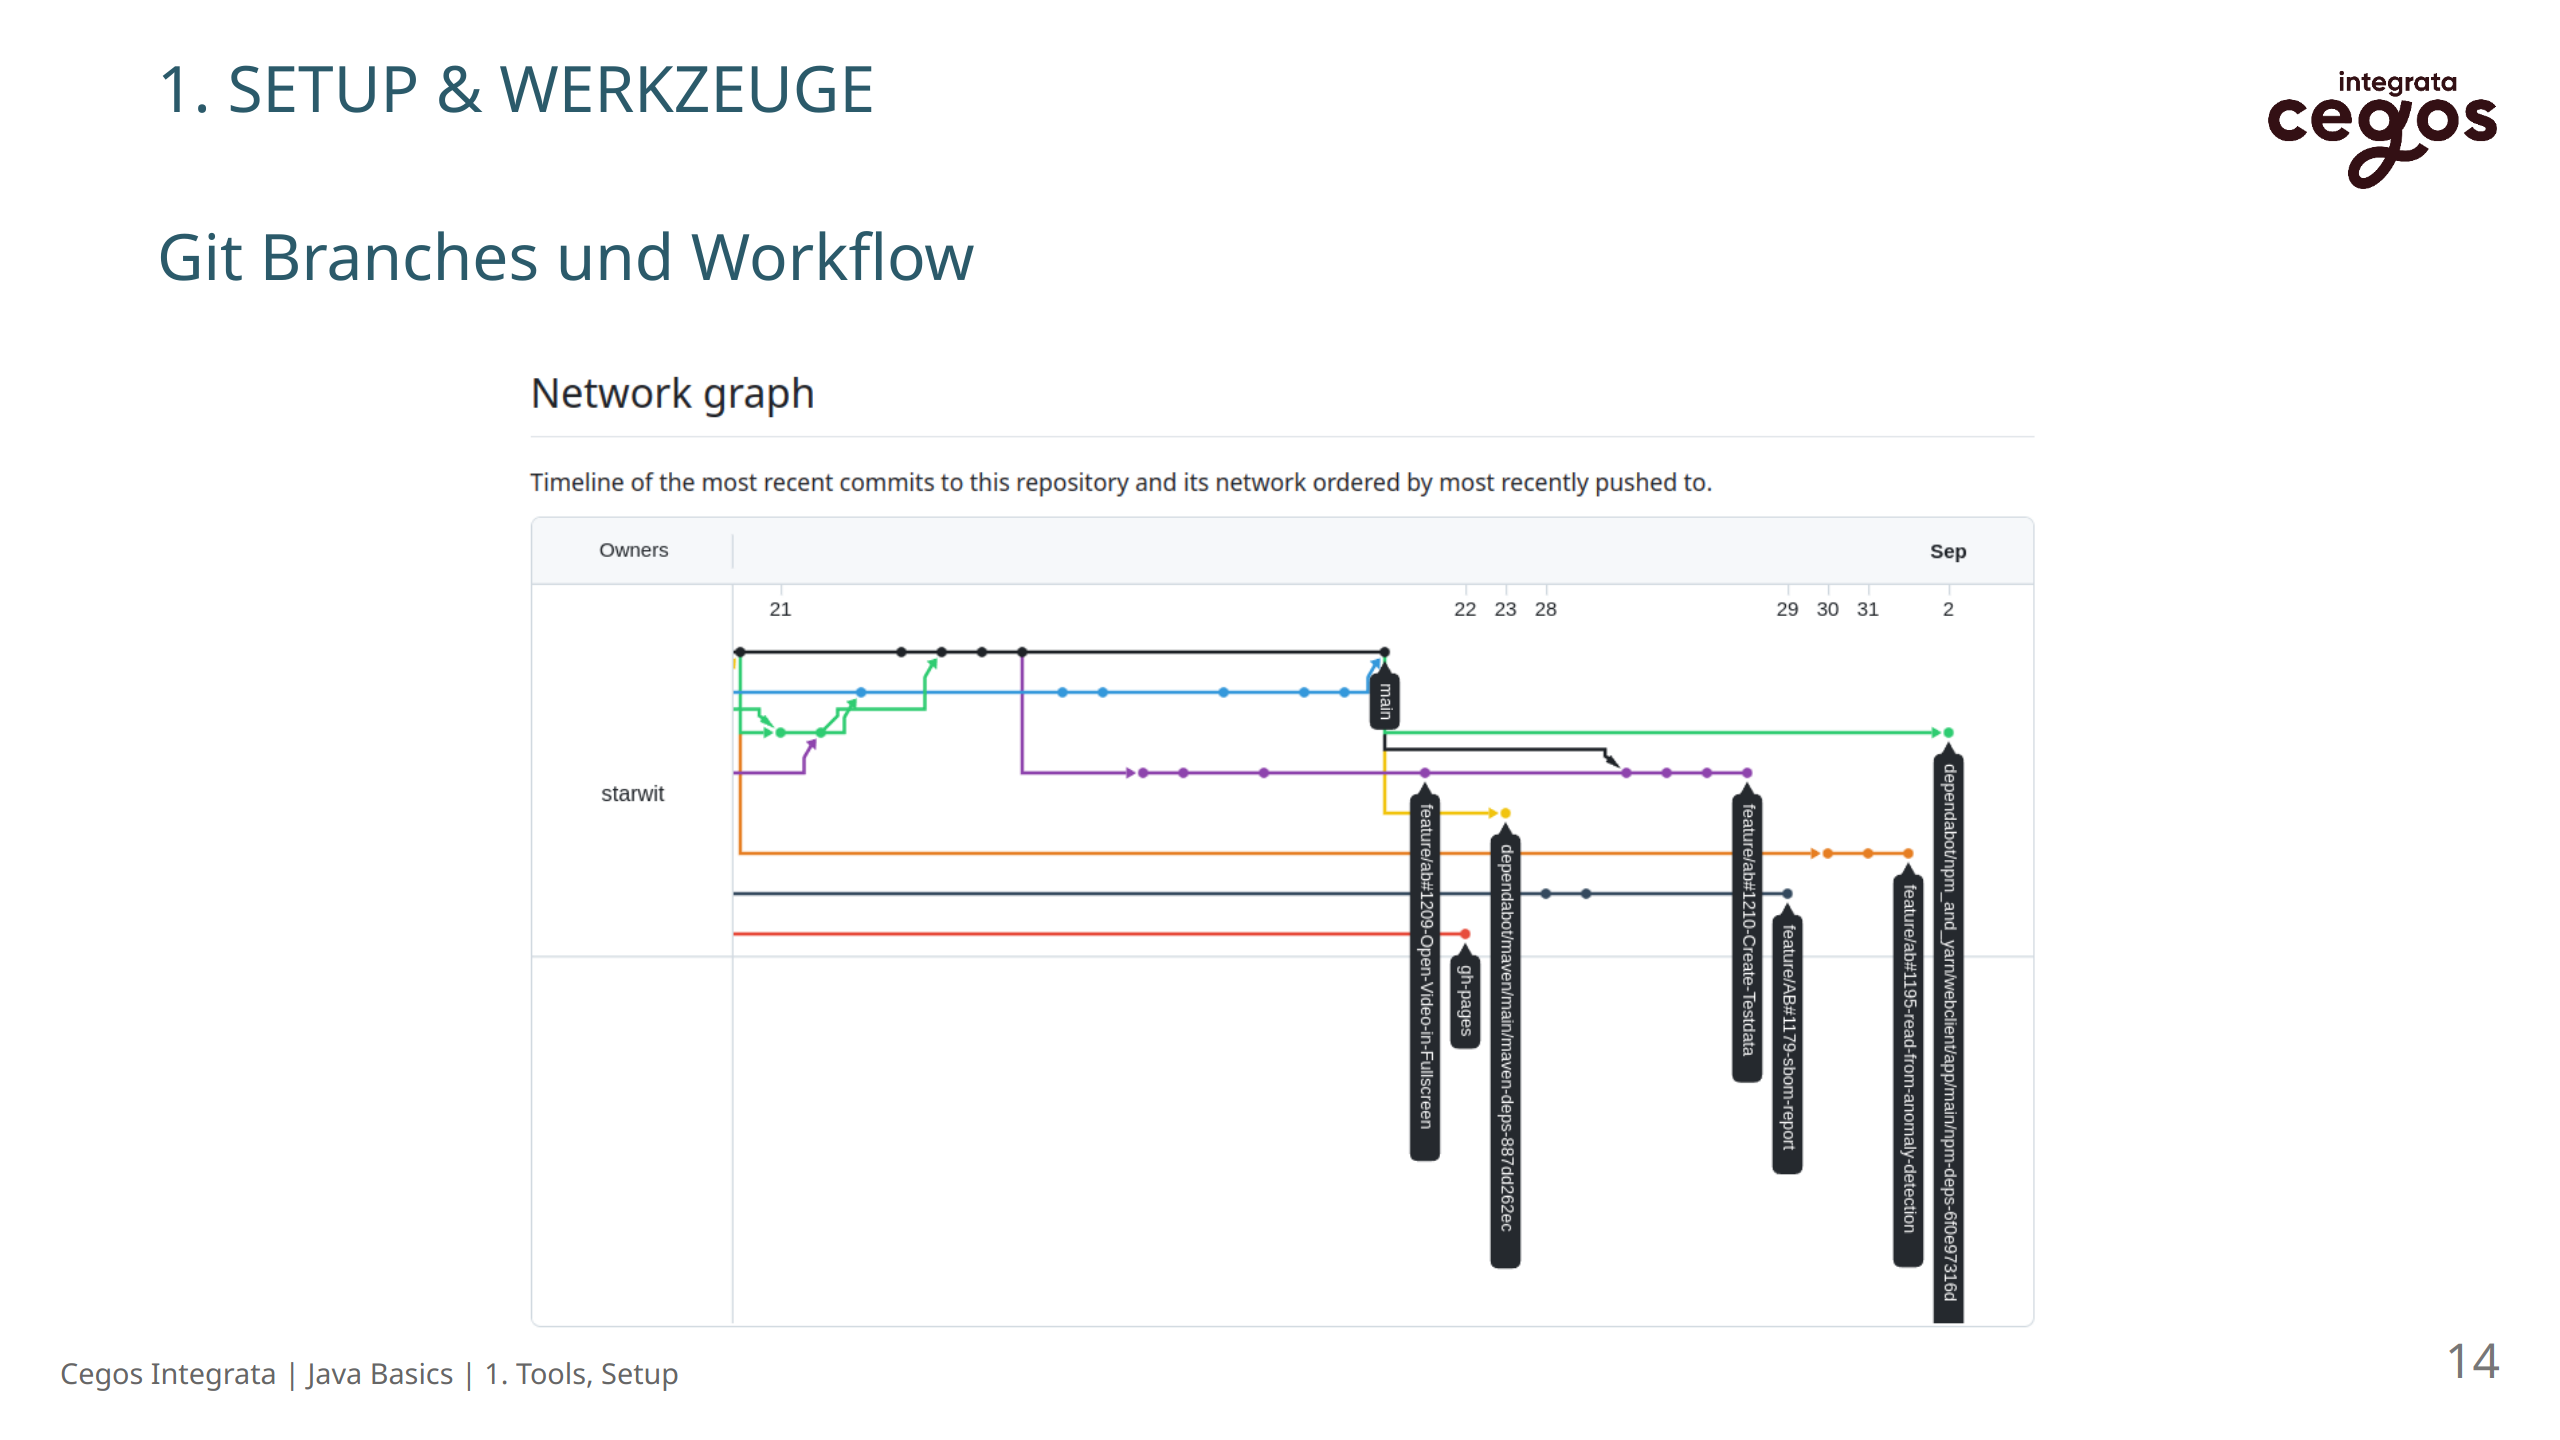 1. SETUP & WERKZEUGE
integrata
cegos
Git Branches und Workflow
Network graph
Timeline of the most recent commits to this repository and its network ordered by most recently pushed to.
Owners
Sep
21
22
23
28
29
30
31
2
starwit
main
feature/ab#1209-Open-Video-in-Fullscreen
gh-pages
dependabot/maven/main/maven-deps-887dd262ec
feature/ab#1210-Create-Testdata
feature/AB#1179-sbom-report
feature/ab#1195-read-from-anomaly-detection
dependabot/npm_and_yarn/webclient/app/main/npm-deps-6f0e97316d
Cegos Integrata | Java Basics | 1. Tools, Setup
14